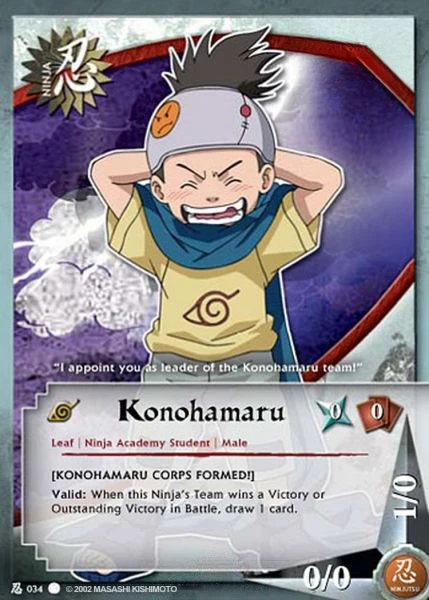 忍
NINJA
"I appoint you as leader of the Konohamaru team!"
Konohamaru
0
0
Leaf | Ninja Academy Student | Male
[KONOHAMARU CORPS FORMED!]
Valid: When this Ninja's Team wins a Victory or
Outstanding Victory in Battle, draw 1 card.
1/0
0/0
忍
NINJUTSU
忍 034 © 2002 MASASHI KISHIMOTO